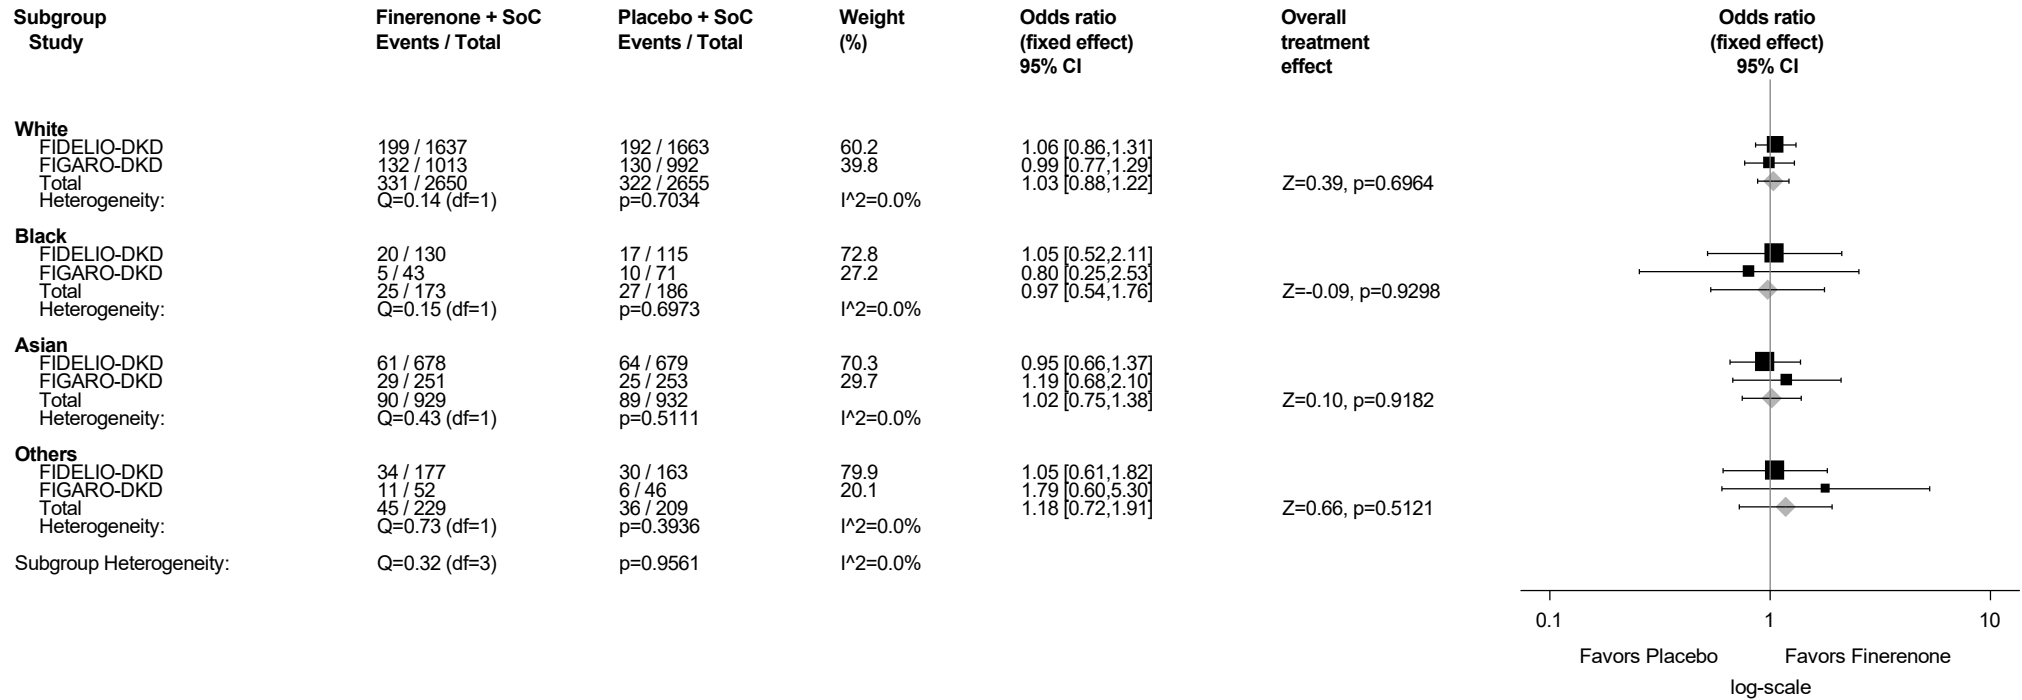 Subgroup Finerenone + SoC Placebo + SoC Weight Odds ratio Overall Odds ratio
Study Events / Total Events / Total (%) (fixed effect) treatment (fixed effect)
95% CI effect 95% CI
White
FIDELIO-DKD 199 / 1637 192 / 1663 60.2 1.06 [0.86,1.31]
FIGARO-DKD 132 / 1013 130 / 992 39.8 0.99 [0.77,1.29]
Total 331 / 2650 322 / 2655 1.03 [0.88,1.22] Z=0.39, p=0.6964
Heterogeneity: Q=0.14 (df=1) p=0.7034 I^2=0.0%
Black
FIDELIO-DKD 20 / 130 17 / 115 72.8 1.05 [0.52,2.11]
FIGARO-DKD 5 / 43 10 / 71 27.2 0.80 [0.25,2.53]
Total 25 / 173 27 / 186 0.97 [0.54,1.76] Z=-0.09, p=0.9298
Heterogeneity: Q=0.15 (df=1) p=0.6973 I^2=0.0%
Asian
FIDELIO-DKD 61 / 678 64 / 679 70.3 0.95 [0.66,1.37]
FIGARO-DKD 29 / 251 25 / 253 29.7 1.19 [0.68,2.10]
Total 90 / 929 89 / 932 1.02 [0.75,1.38] Z=0.10, p=0.9182
Heterogeneity: Q=0.43 (df=1) p=0.5111 I^2=0.0%
Others
FIDELIO-DKD 34 / 177 30 / 163 79.9 1.05 [0.61,1.82]
FIGARO-DKD 11 / 52 6 / 46 20.1 1.79 [0.60,5.30]
Total 45 / 229 36 / 209 1.18 [0.72,1.91] Z=0.66, p=0.5121
Heterogeneity: Q=0.73 (df=1) p=0.3936 I^2=0.0%
Subgroup Heterogeneity: Q=0.32 (df=3) p=0.9561 I^2=0.0%
0.1 1 10
Favors Placebo Favors Finerenone
log-scale